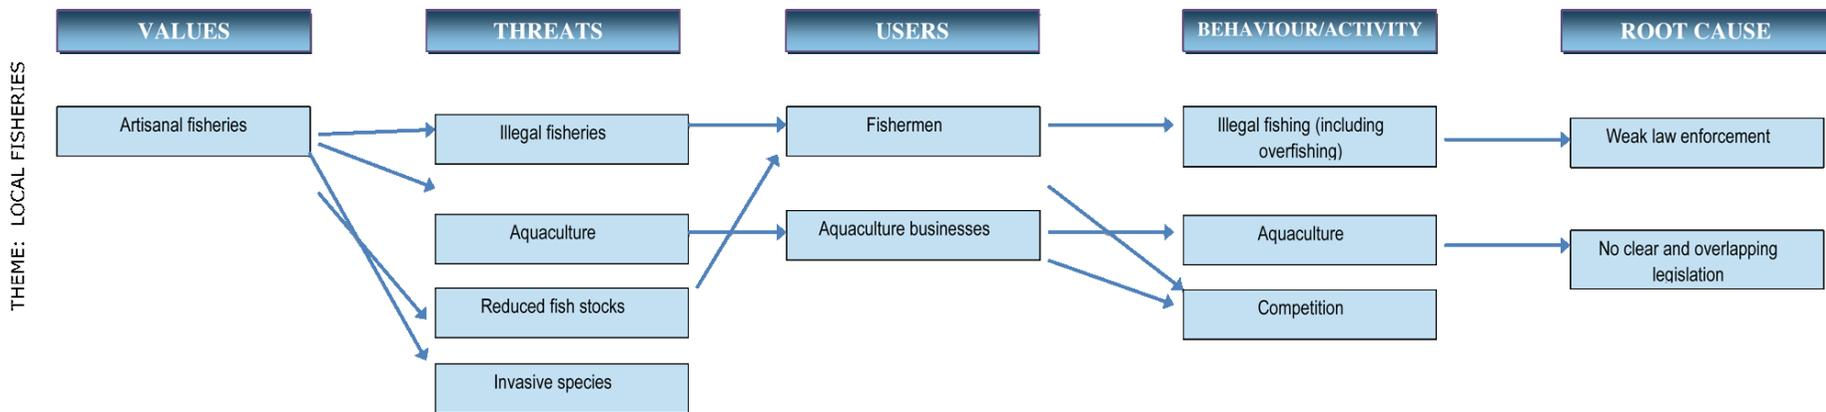 VALUES
THREATS
USERS
BEHAVIOUR/ACTIVITY
ROOT CAUSE
THEME: LOCAL FISHERIES
Artisanal fisheries
Illegal fisheries
Fishermen
Illegal fishing (including
overfishing)
Weak law enforcement
Aquaculture
Aquaculture businesses
Aquaculture
No clear and overlapping
legislation
Reduced fish stocks
Competition
Invasive species